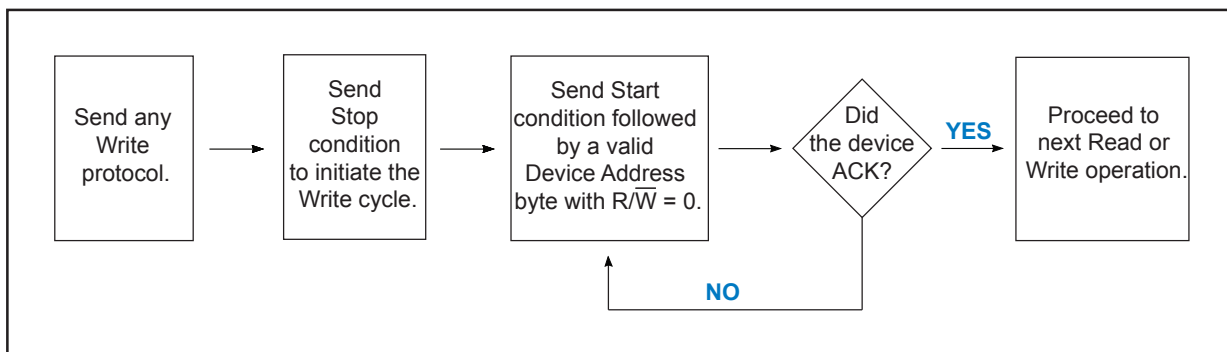 Send any
Write
protocol.
Send
Stop
condition
to initiate the
Write cycle.
Send Start
condition followed
by a valid
Device Address
byte with R/W̅ = 0.
Did
the device
ACK?
YES
Proceed to
next Read or
Write operation.
NO